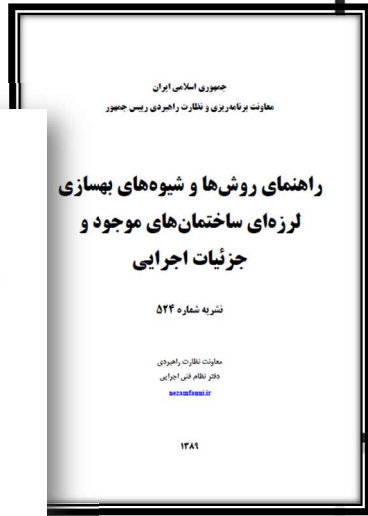 جمهوری اسلامی ایران
معاونت برنامه‌ریزی و نظارت راهبردی رییس جمهور
راهنمای روش‌ها و شیوه‌های بهسازی
لرزه‌ای ساختمان‌های موجود و
جزئیات اجرایی
نشریه شماره ۵۲۴
معاونت نظارت راهبردی
دفتر نظام فنی اجرایی
nezamfanni.ir
۱۳۸۹